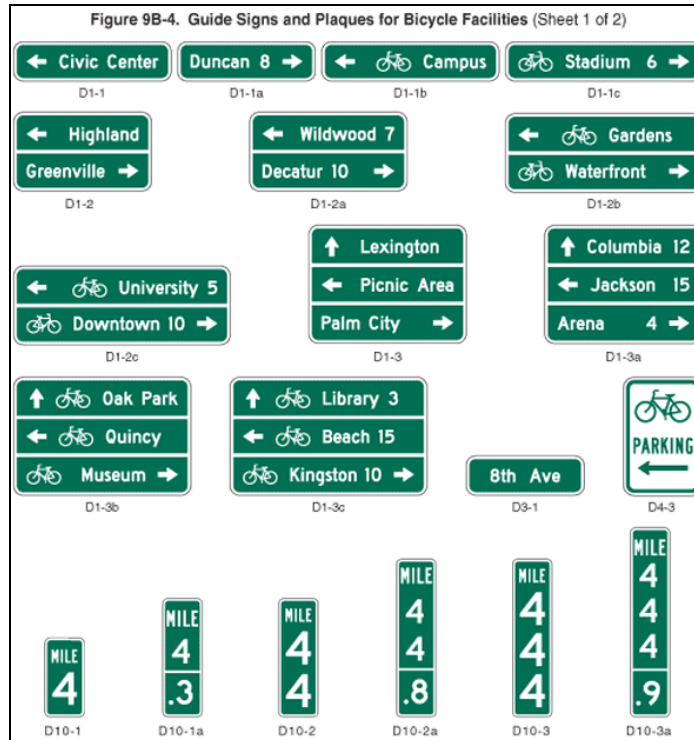 Figure 9B-4. Guide Signs and Plaques for Bicycle Facilities (Sheet 1 of 2)
Civic Center
Duncan 8
Campus
Stadium 6
D1-1
D1-1a
D1-1b
D1-1c
Highland
Greenville
Wildwood 7
Decatur 10
Gardens
Waterfront
D1-2
D1-2a
D1-2b
University 5
Downtown 10
Lexington
Picnic Area
Palm City
Columbia 12
Jackson 15
Arena 4
D1-2c
D1-3
D1-3a
Oak Park
Quincy
Museum
Library 3
Beach 15
Kingston 10
8th Ave
PARKING
D1-3b
D1-3c
D3-1
D4-3
MILE
4
MILE
4
.3
MILE
4
4
MILE
4
4
.8
MILE
4
4
4
MILE
4
4
4
.9
D10-1
D10-1a
D10-2
D10-2a
D10-3
D10-3a